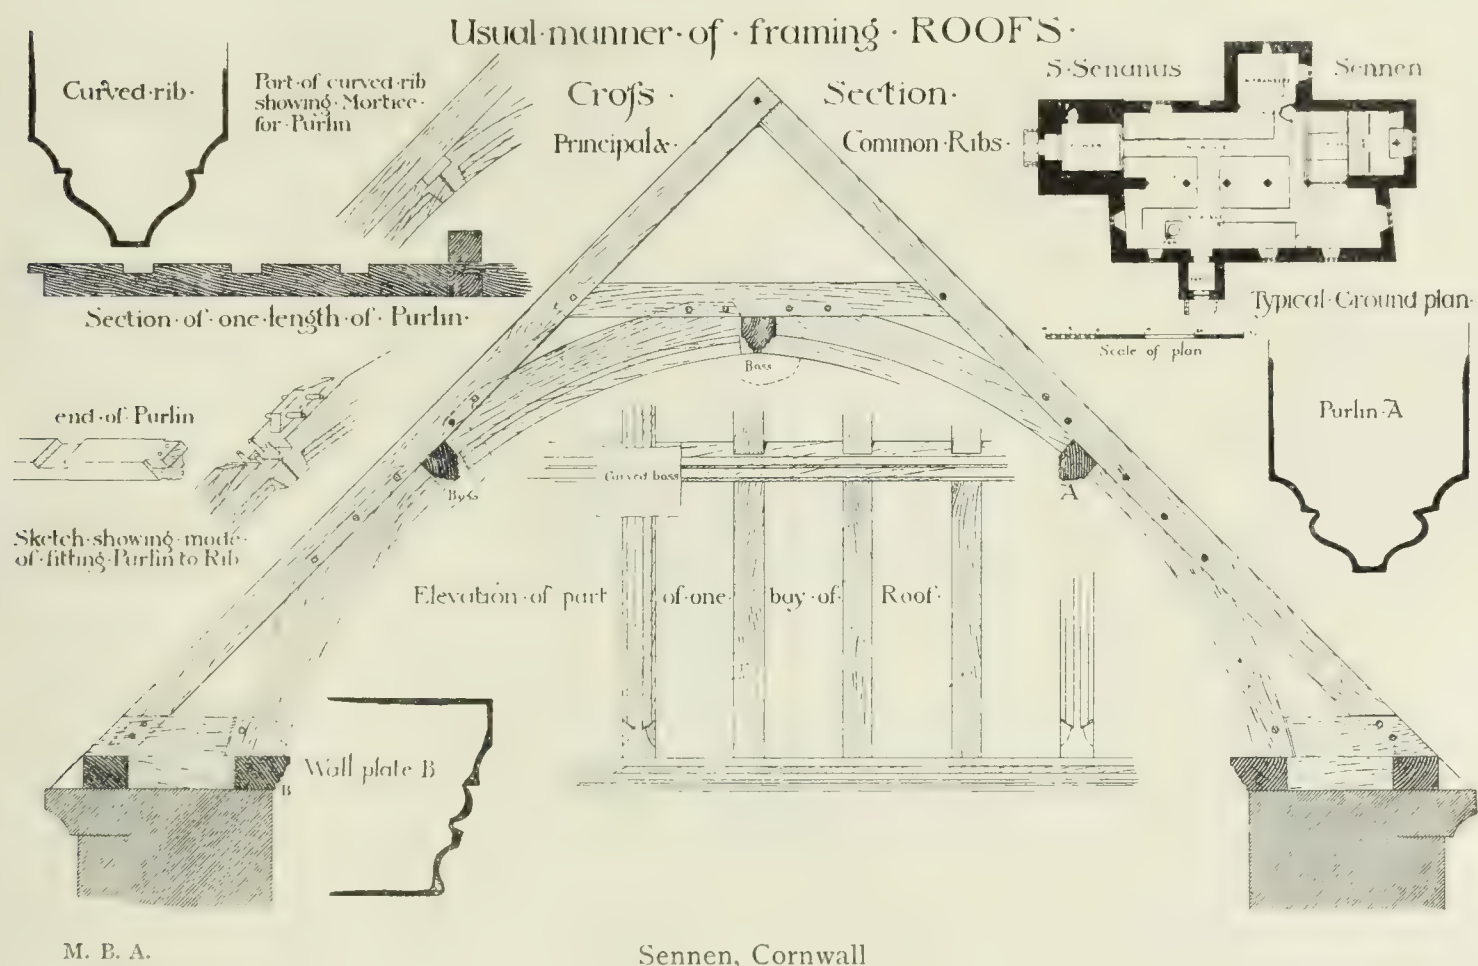 Usual·manner·of·framing·ROOFS·
Curved·rib·
Part·of·curved·rib
showing·Mortice·
for·Purlin
Croſs·
Section·
Principal&·
Common·Ribs·
S·Senanus
Sennen
Typical·Ground plan·
Scale of plan
Section·of·one·length·of·Purlin·
Boss
end·of·Purlin
Purlin·A
Carved boss
Boss
A
Sketch·showing·mode·
of·fitting·Purlin to Rib
Elevation·of part of·one· bay·of· Roof·
Wall plate B
B
M. B. A.
Sennen, Cornwall